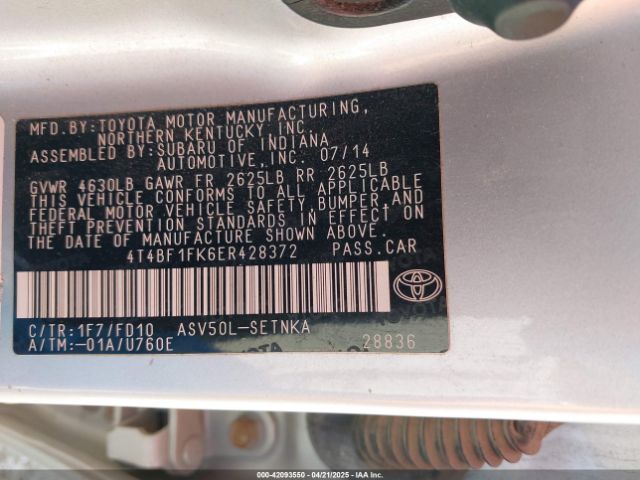 MFD.BY:TOYOTA MOTOR MANUFACTURING,
NORTHERN KENTUCKY,INC.
ASSEMBLED BY:SUBARU OF INDIANA
AUTOMOTIVE,INC. 07/14
GVWR 4630LB GAWR FR 2625LB RR 2625LB
THIS VEHICLE CONFORMS TO ALL APPLICABLE
FEDERAL MOTOR VEHICLE SAFETY,BUMPER,AND
THEFT PREVENTION STANDARDS IN EFFECT ON
THE DATE OF MANUFACTURE SHOWN ABOVE.
4T4BF1FK6ER428372 PASS.CAR
C/TR:1F7/FD10 ASV50L-SETNKA
A/TM:-01A/U760E 28836
000-42093550 - 04/21/2025 - IAA Inc.